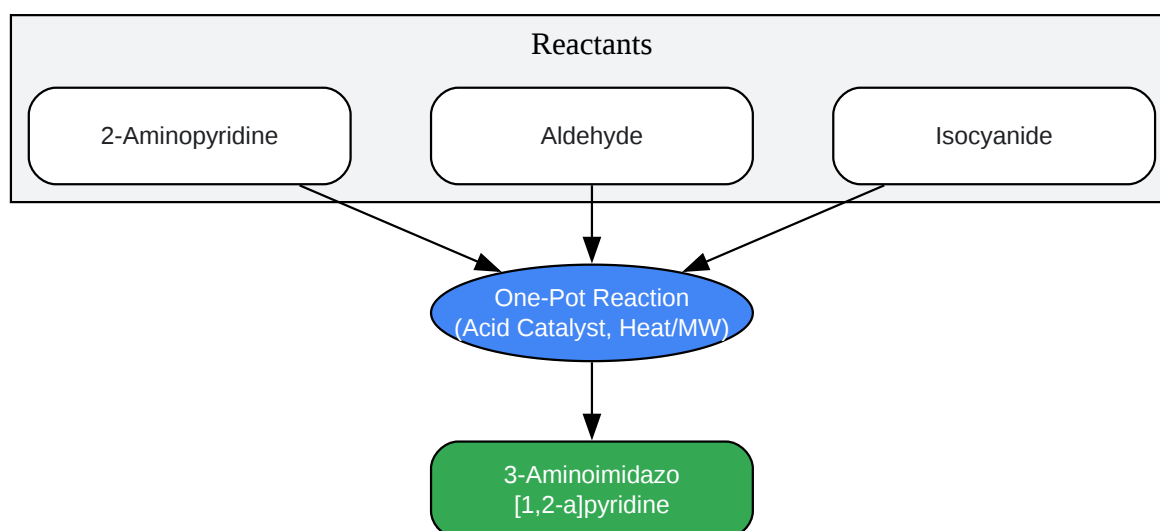 Reactants
2-Aminopyridine
Aldehyde
Isocyanide
One-Pot Reaction
(Acid Catalyst, Heat/MW)
3-Aminoimidazo
[1,2-a]pyridine